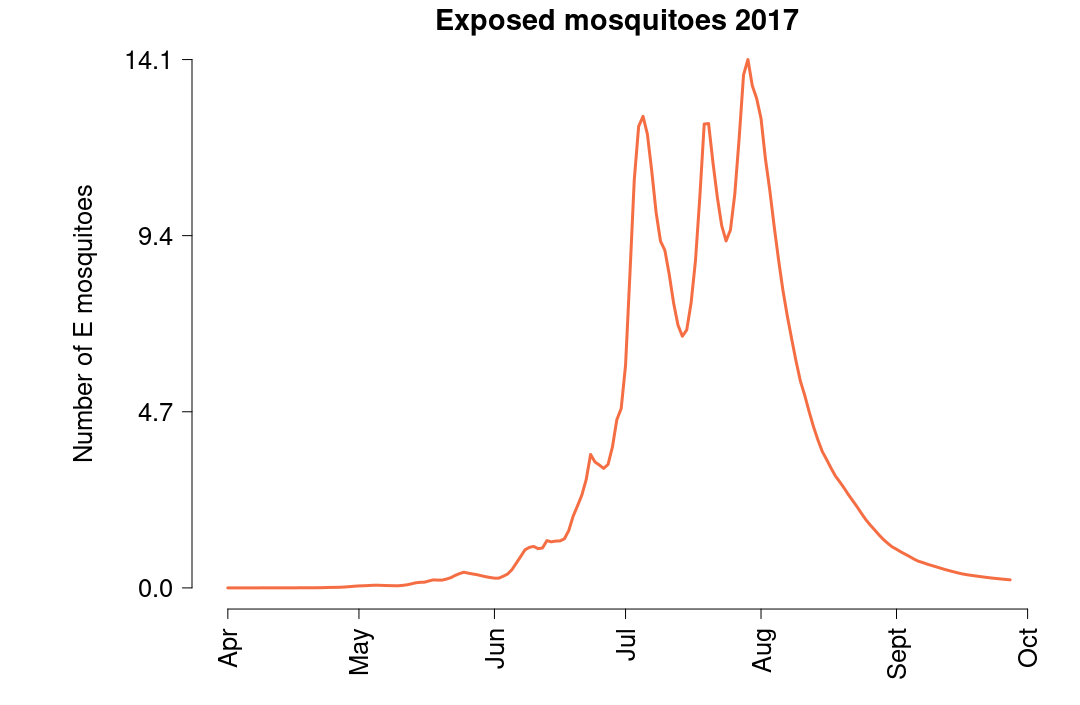 Exposed mosquitoes 2017
Number of E mosquitoes
14.1
9.4
4.7
0.0
Apr
May
Jun
Jul
Aug
Sept
Oct